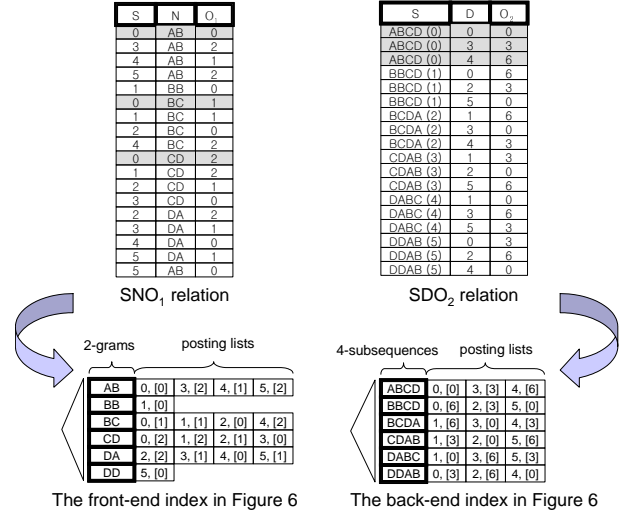 S N O1
0 AB 0
3 AB 2
4 AB 1
5 AB 2
1 BB 0
0 BC 1
1 BC 1
2 BC 0
4 BC 2
0 CD 2
1 CD 2
2 CD 1
3 CD 0
2 DA 2
3 DA 1
4 DA 0
5 DA 1
5 AB 0
SNO1 relation
S D O2
ABCD (0) 0 0
ABCD (0) 3 3
ABCD (0) 4 6
BBCD (1) 0 6
BBCD (1) 2 3
BBCD (1) 5 0
BCDA (2) 1 6
BCDA (2) 3 0
BCDA (2) 4 3
CDAB (3) 1 3
CDAB (3) 2 0
CDAB (3) 5 6
DABC (4) 1 0
DABC (4) 3 6
DABC (4) 5 3
DDAB (5) 0 3
DDAB (5) 2 6
DDAB (5) 4 0
SDO2 relation
2-grams posting lists
AB 0, [0] 3, [2] 4, [1] 5, [2]
BB 1, [0]
BC 0, [1] 1, [1] 2, [0] 4, [2]
CD 0, [2] 1, [2] 2, [1] 3, [0]
DA 2, [2] 3, [1] 4, [0] 5, [1]
DD 5, [0]
The front-end index in Figure 6
4-subsequences posting lists
ABCD 0, [0] 3, [3] 4, [6]
BBCD 0, [6] 2, [3] 5, [0]
BCDA 1, [6] 3, [0] 4, [3]
CDAB 1, [3] 2, [0] 5, [6]
DABC 1, [0] 3, [6] 5, [3]
DDAB 0, [3] 2, [6] 4, [0]
The back-end index in Figure 6